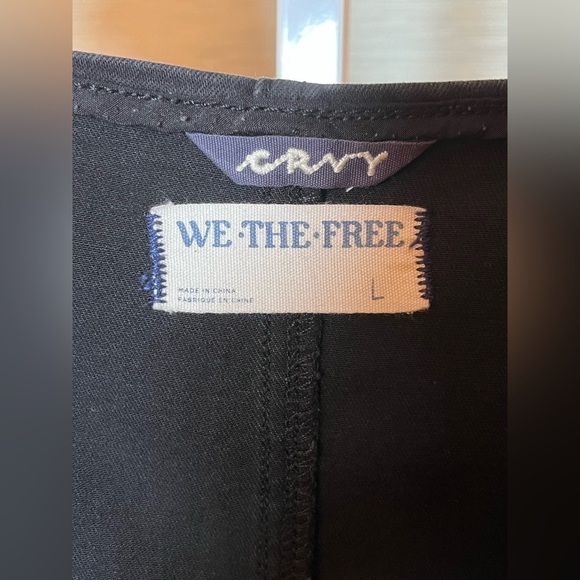 CRVY
WE·THE·FREE
MADE IN CHINA
FABRIQUÉ EN CHINE
L